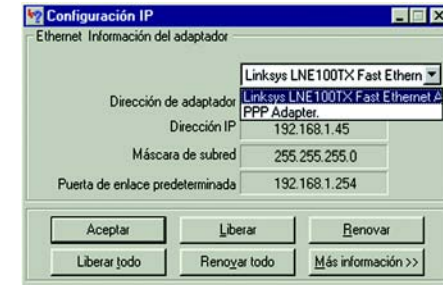 Configuración IP
Ethernet Información del adaptador
Linksys LNE100TX Fast Ethern
Linksys LNE100TX Fast Ethernet A
PPP Adapter.
Dirección de adaptador
Dirección IP 192.168.1.45
Máscara de subred 255.255.255.0
Puerta de enlace predeterminada 192.168.1.254
Aceptar Liberar Renovar
Liberar todo Renovar todo Más información >>